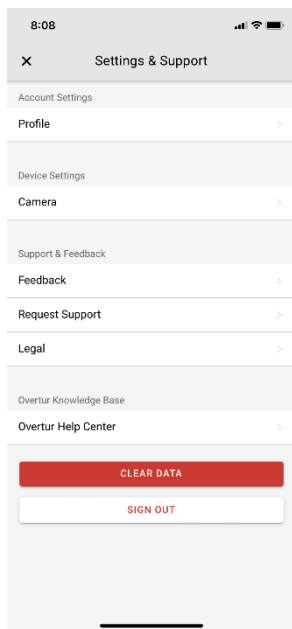 8:08
Settings & Support
Account Settings
Profile
Device Settings
Camera
Support & Feedback
Feedback
Request Support
Legal
Overtur Knowledge Base
Overtur Help Center
CLEAR DATA
SIGN OUT